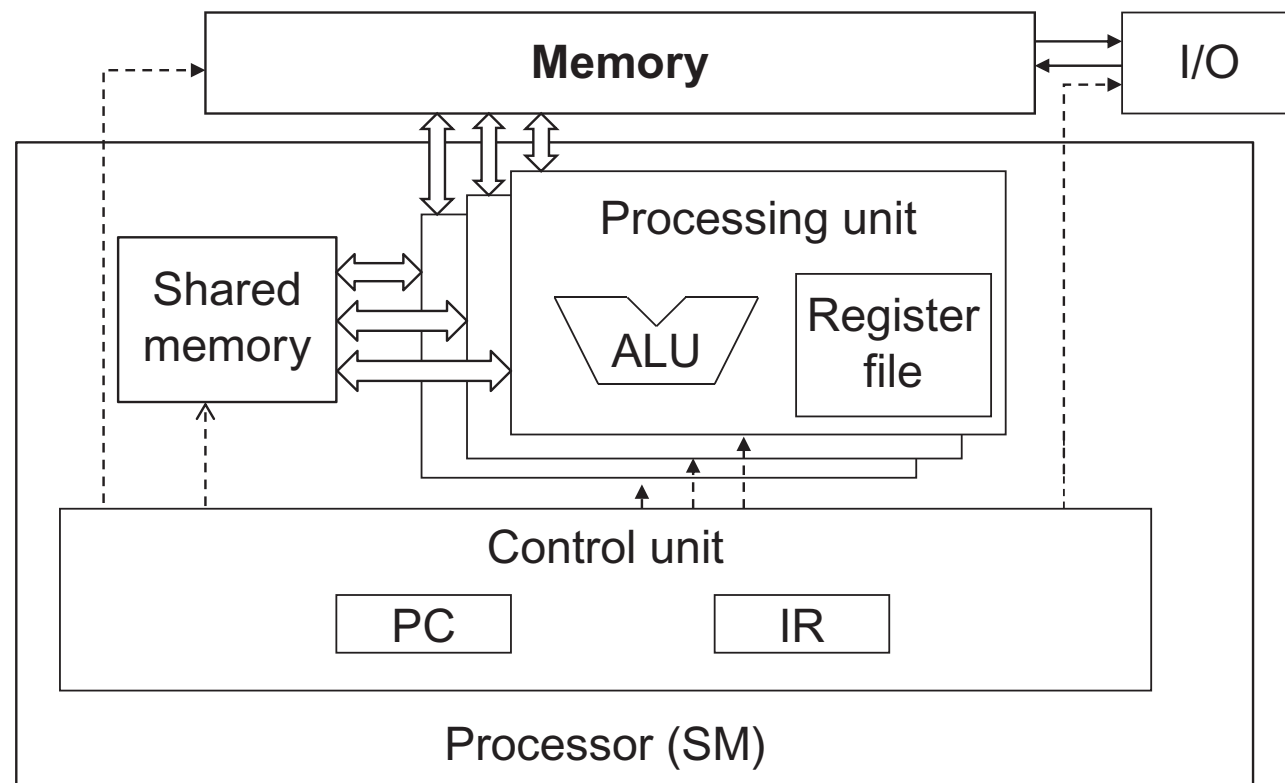 Memory
I/O
Processing unit
Shared
memory
ALU
Register
file
Control unit
PC
IR
Processor (SM)